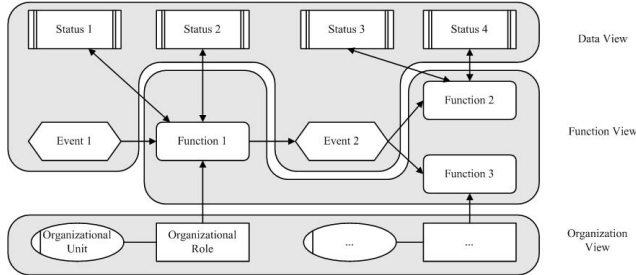 Status 1
Status 2
Status 3
Status 4
Data View
Function 2
Event 1
Function 1
Event 2
Function View
Function 3
Organizational
Unit
Organizational
Role
...
...
Organization
View